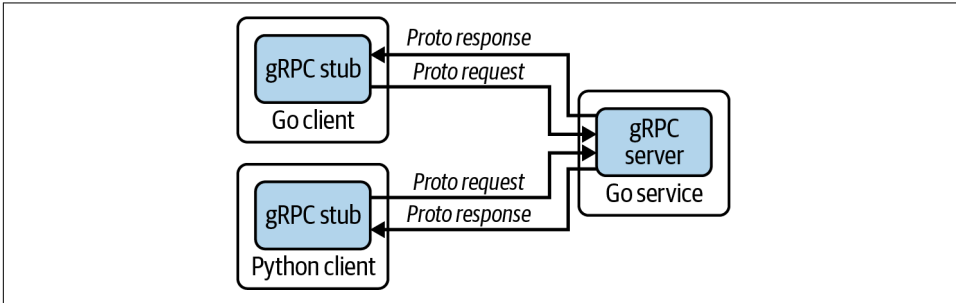 Proto response
gRPC stub
Proto request
Go client
gRPC
server
Go service
Proto request
gRPC stub
Proto response
Python client